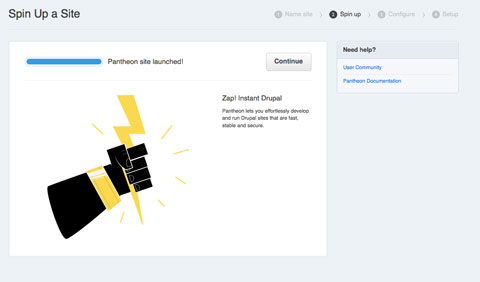 Spin Up a Site
1 Name site > 2 Spin up > 3 Configure > 4 Setup
Pantheon site launched!
Continue
Zap! Instant Drupal
Pantheon lets you effortlessly develop
and run Drupal sites that are fast,
stable and secure.
Need help?
User Community
Pantheon Documentation